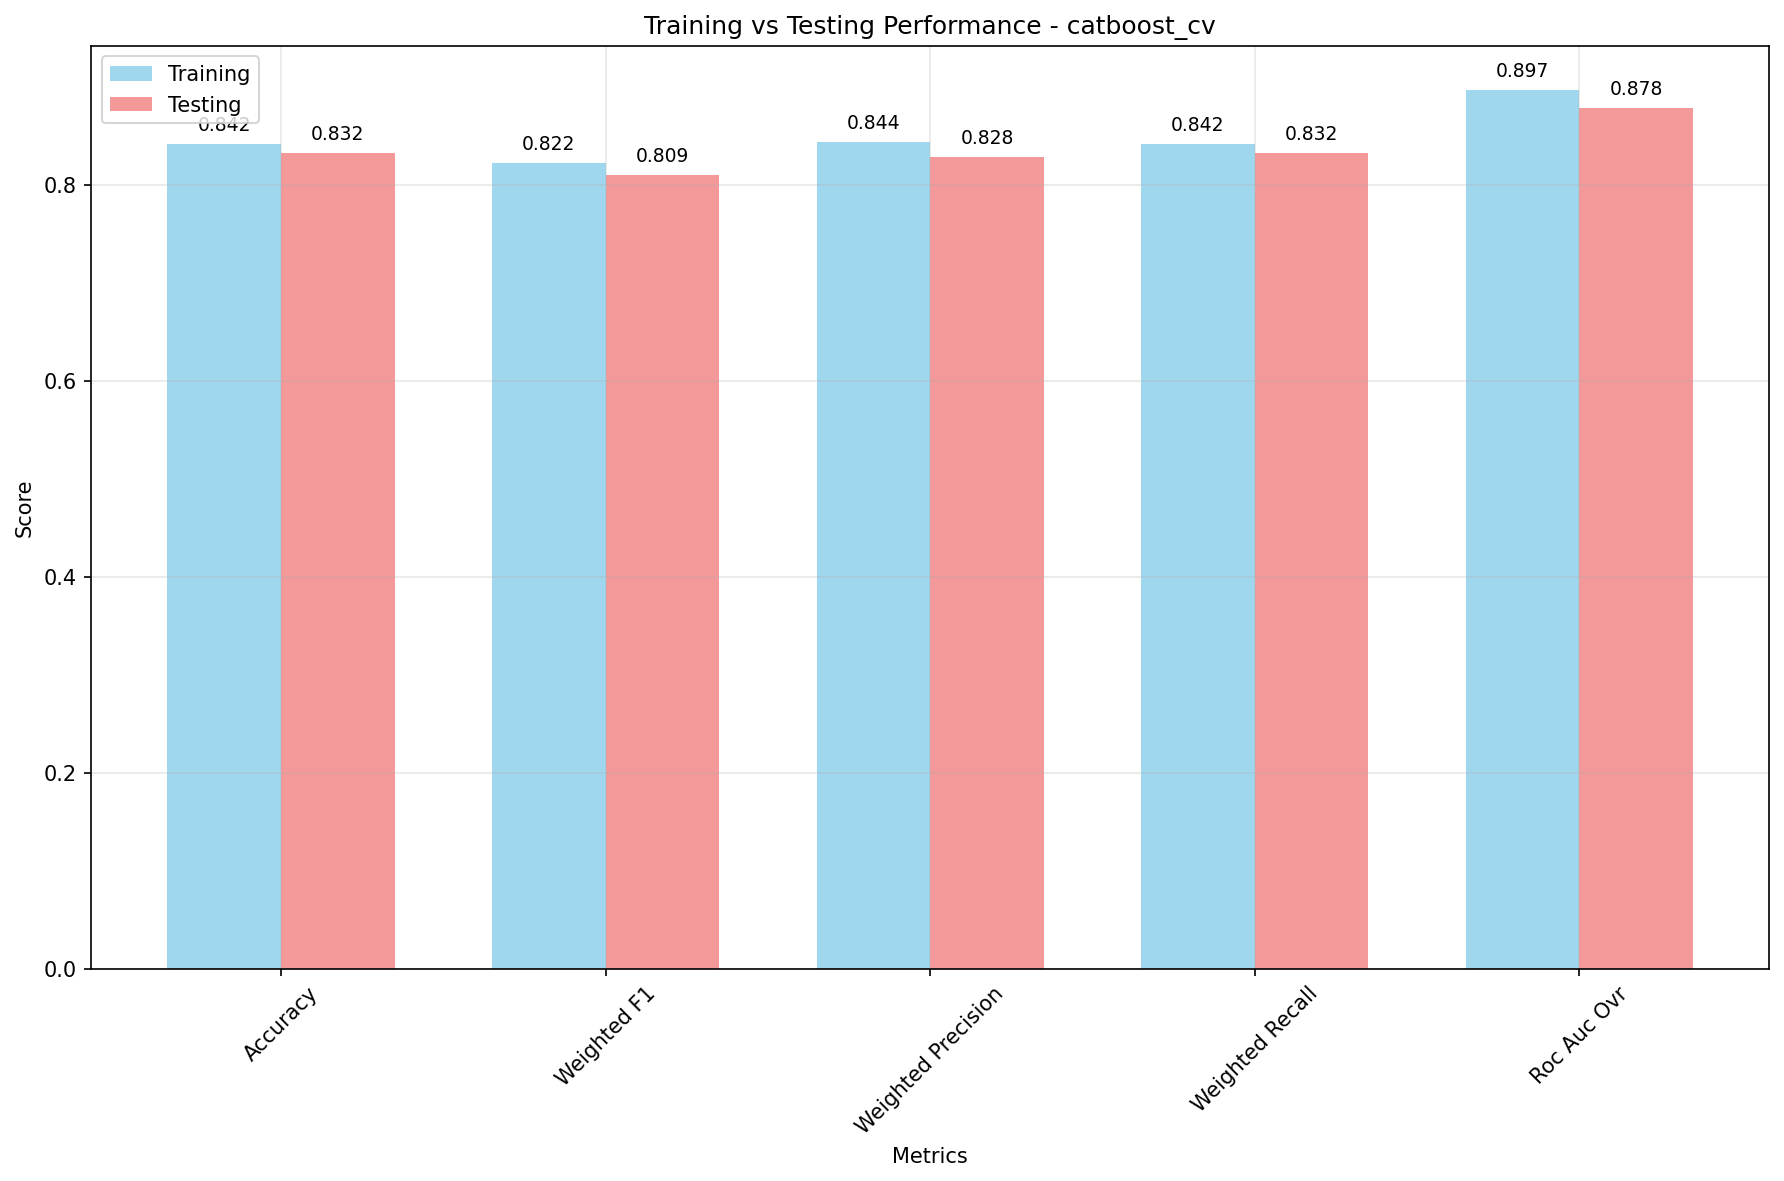 Training vs Testing Performance - catboost_cv
Training
Testing
0.842
0.832
0.822
0.809
0.844
0.828
0.842
0.832
0.897
0.878
Score
0.8
0.6
0.4
0.2
0.0
Accuracy
Weighted F1
Weighted Precision
Weighted Recall
Roc Auc Ovr
Metrics